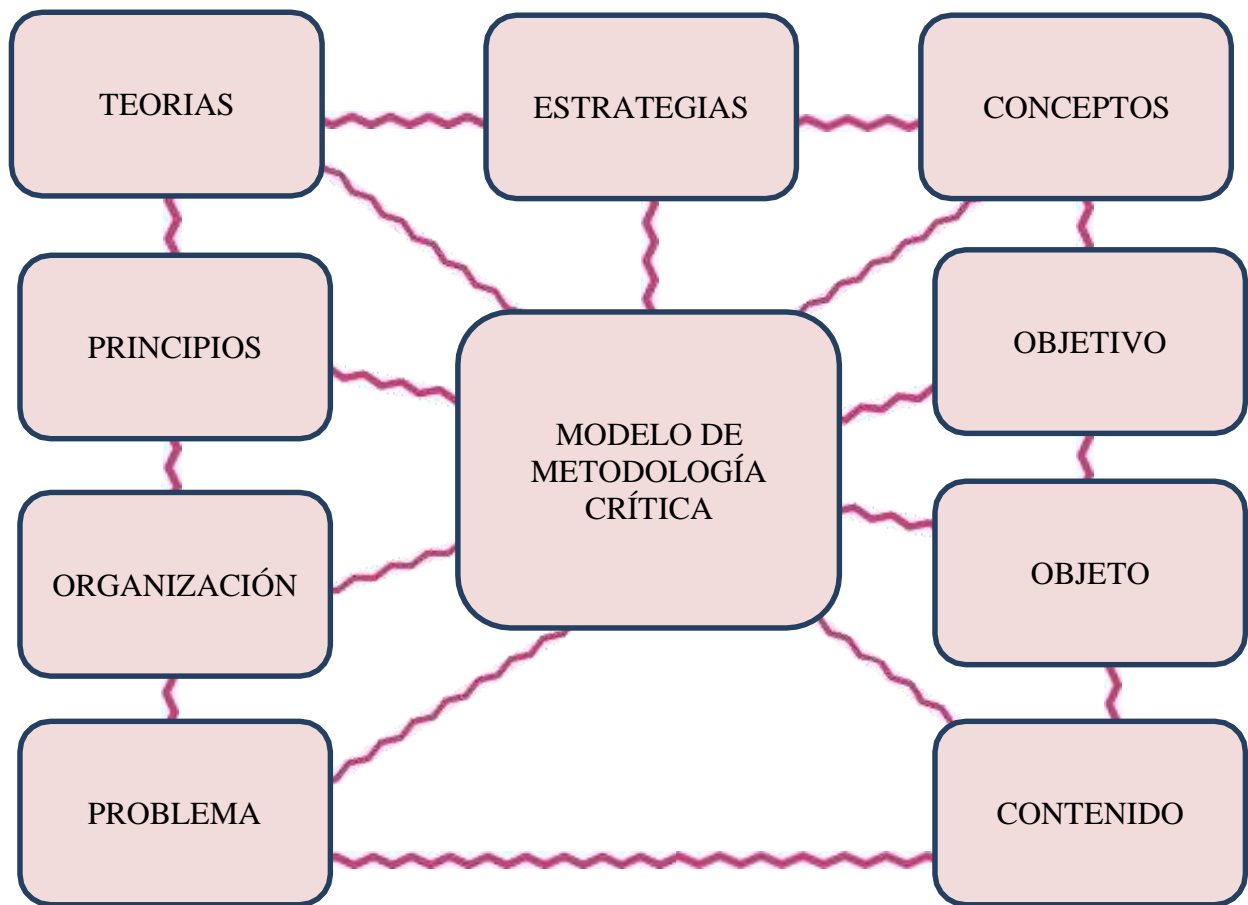 TEORIAS
ESTRATEGIAS
CONCEPTOS
PRINCIPIOS
OBJETIVO
MODELO DE
METODOLOGÍA
CRÍTICA
ORGANIZACIÓN
OBJETO
PROBLEMA
CONTENIDO